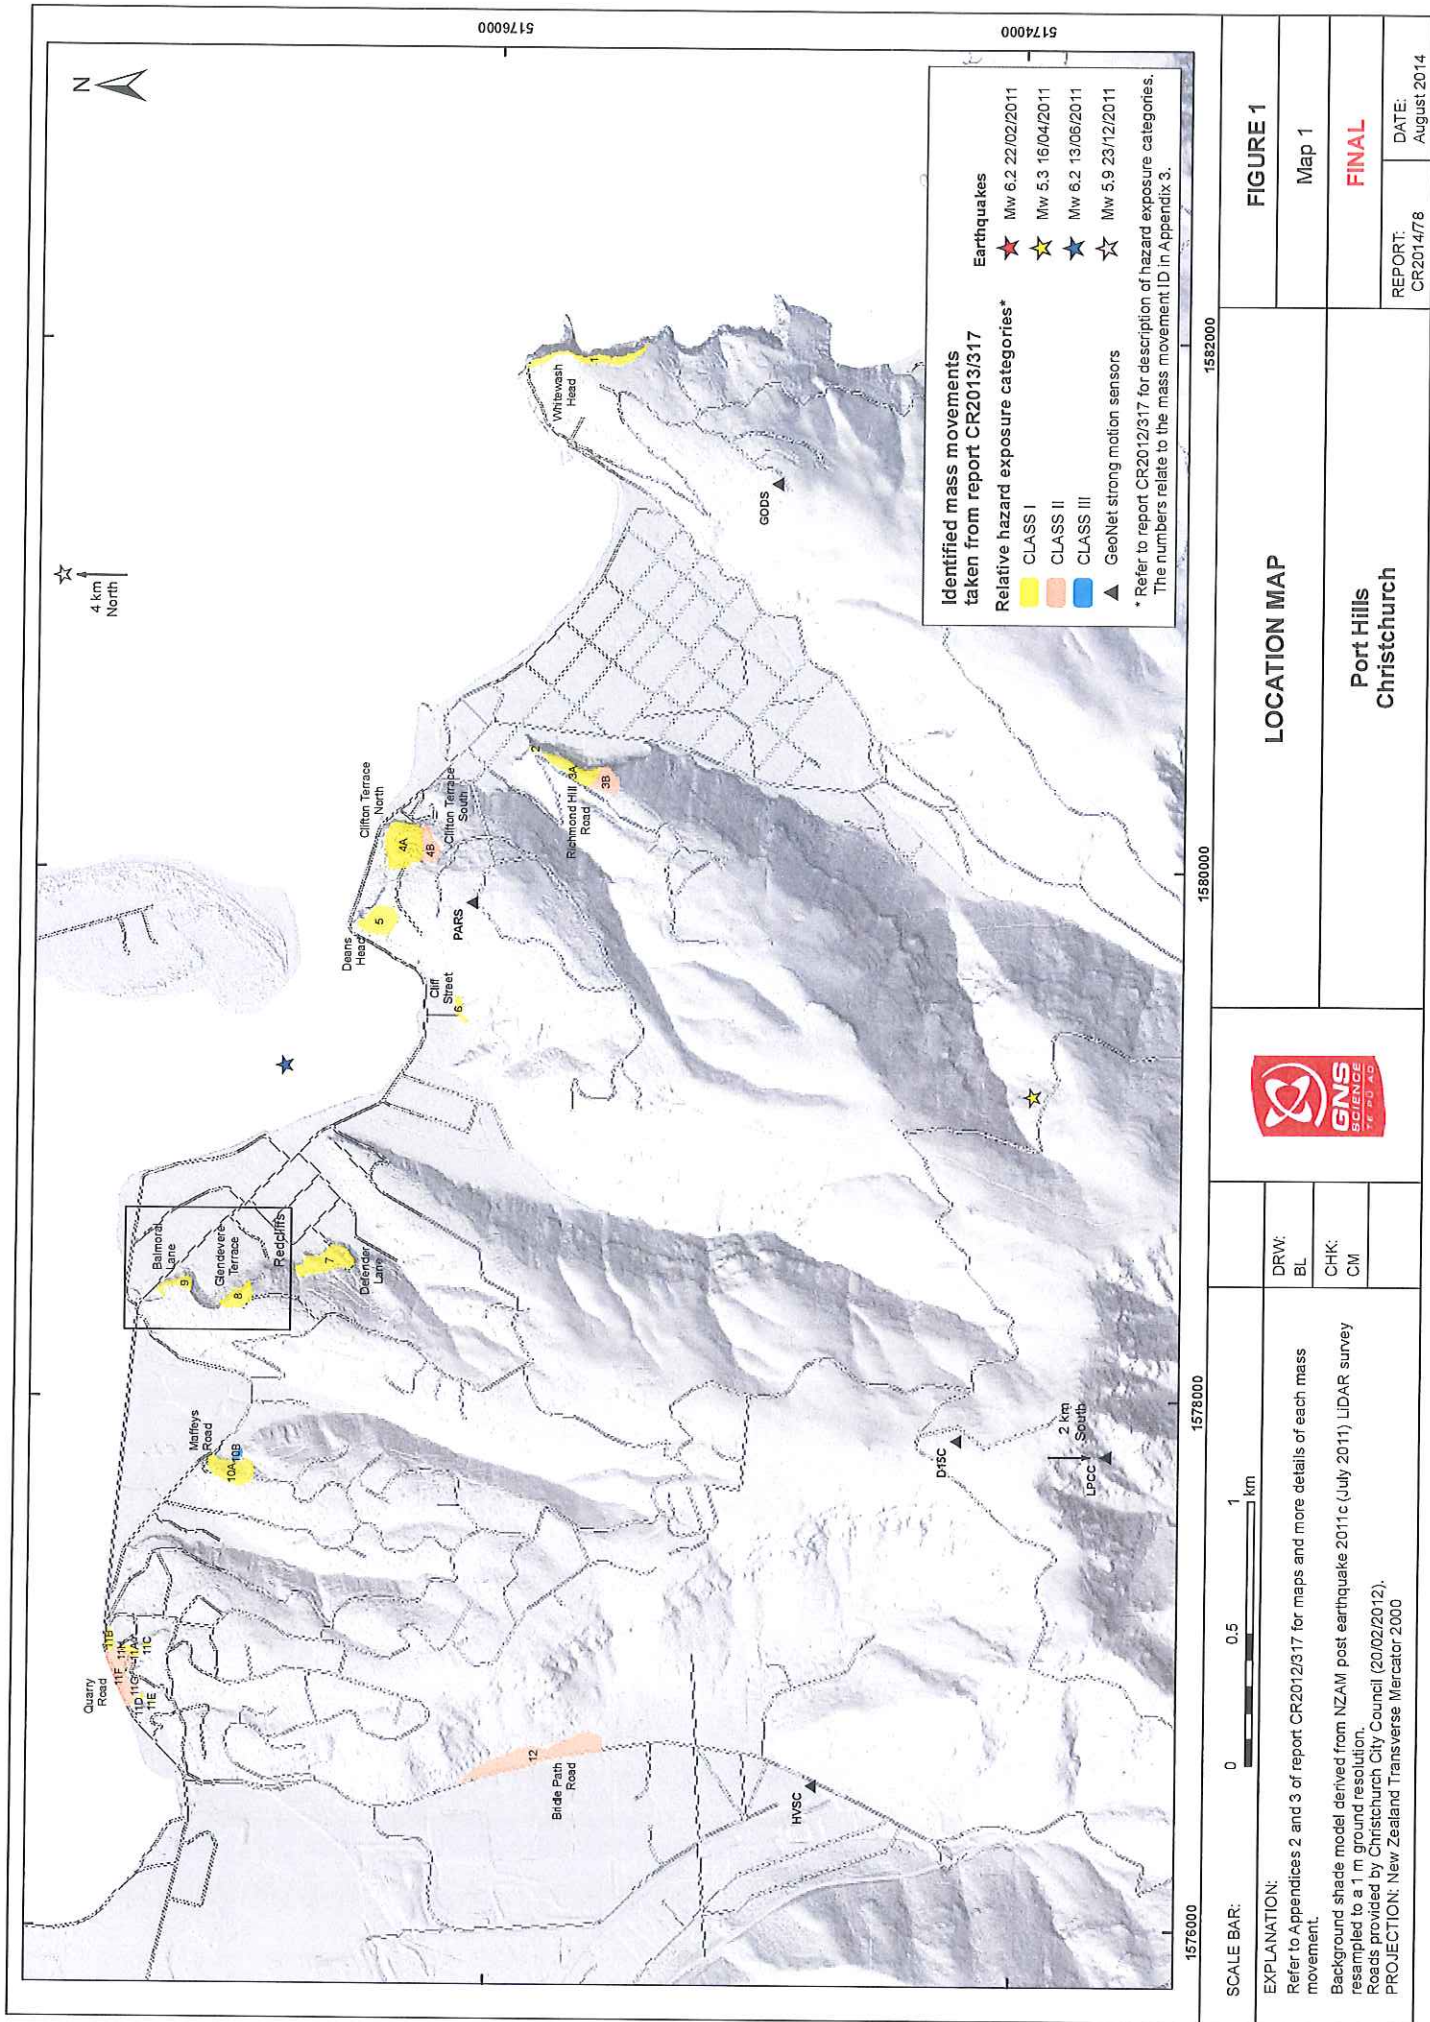 N
4 km
North
5176000
5174000
1576000
1578000
1580000
1582000
Quarry
Road
11B
11H
11A
11C
11F
11G
11D
11E
Maffeys
Road
10A
10B
Balmoral
Lane
9
Glendevere
Terrace
8
Redcliffs
7
Defender
Lane
Deans
Head
5
Cliff
Street
6
Clifton Terrace
North
4A
4B
Clifton Terrace
South
PARS
Richmond Hill
Road
2
3A
3B
Whitewash
Head
1
GODS
12
Bridle Path
Road
HVSC
D15C
2 km
South
LPCC
Identified mass movements
taken from report CR2013/317
Relative hazard exposure categories*
CLASS I
CLASS II
CLASS III
GeoNet strong motion sensors
Earthquakes
Mw 6.2 22/02/2011
Mw 5.3 16/04/2011
Mw 6.2 13/06/2011
Mw 5.9 23/12/2011
* Refer to report CR2012/317 for description of hazard exposure categories.
The numbers relate to the mass movement ID in Appendix 3.
SCALE BAR:
0
0.5
1
km
EXPLANATION:
Refer to Appendices 2 and 3 of report CR2012/317 for maps and more details of each mass
movement.
Background shade model derived from NZAM post earthquake 2011c (July 2011) LIDAR survey
resampled to a 1 m ground resolution.
Roads provided by Christchurch City Council (20/02/2012).
PROJECTION: New Zealand Transverse Mercator 2000
DRW:
BL
CHK:
CM
GNS
SCIENCE
TE PŪ AO
LOCATION MAP
Port Hills
Christchurch
FIGURE 1
Map 1
FINAL
REPORT:
CR2014/78
DATE:
August 2014